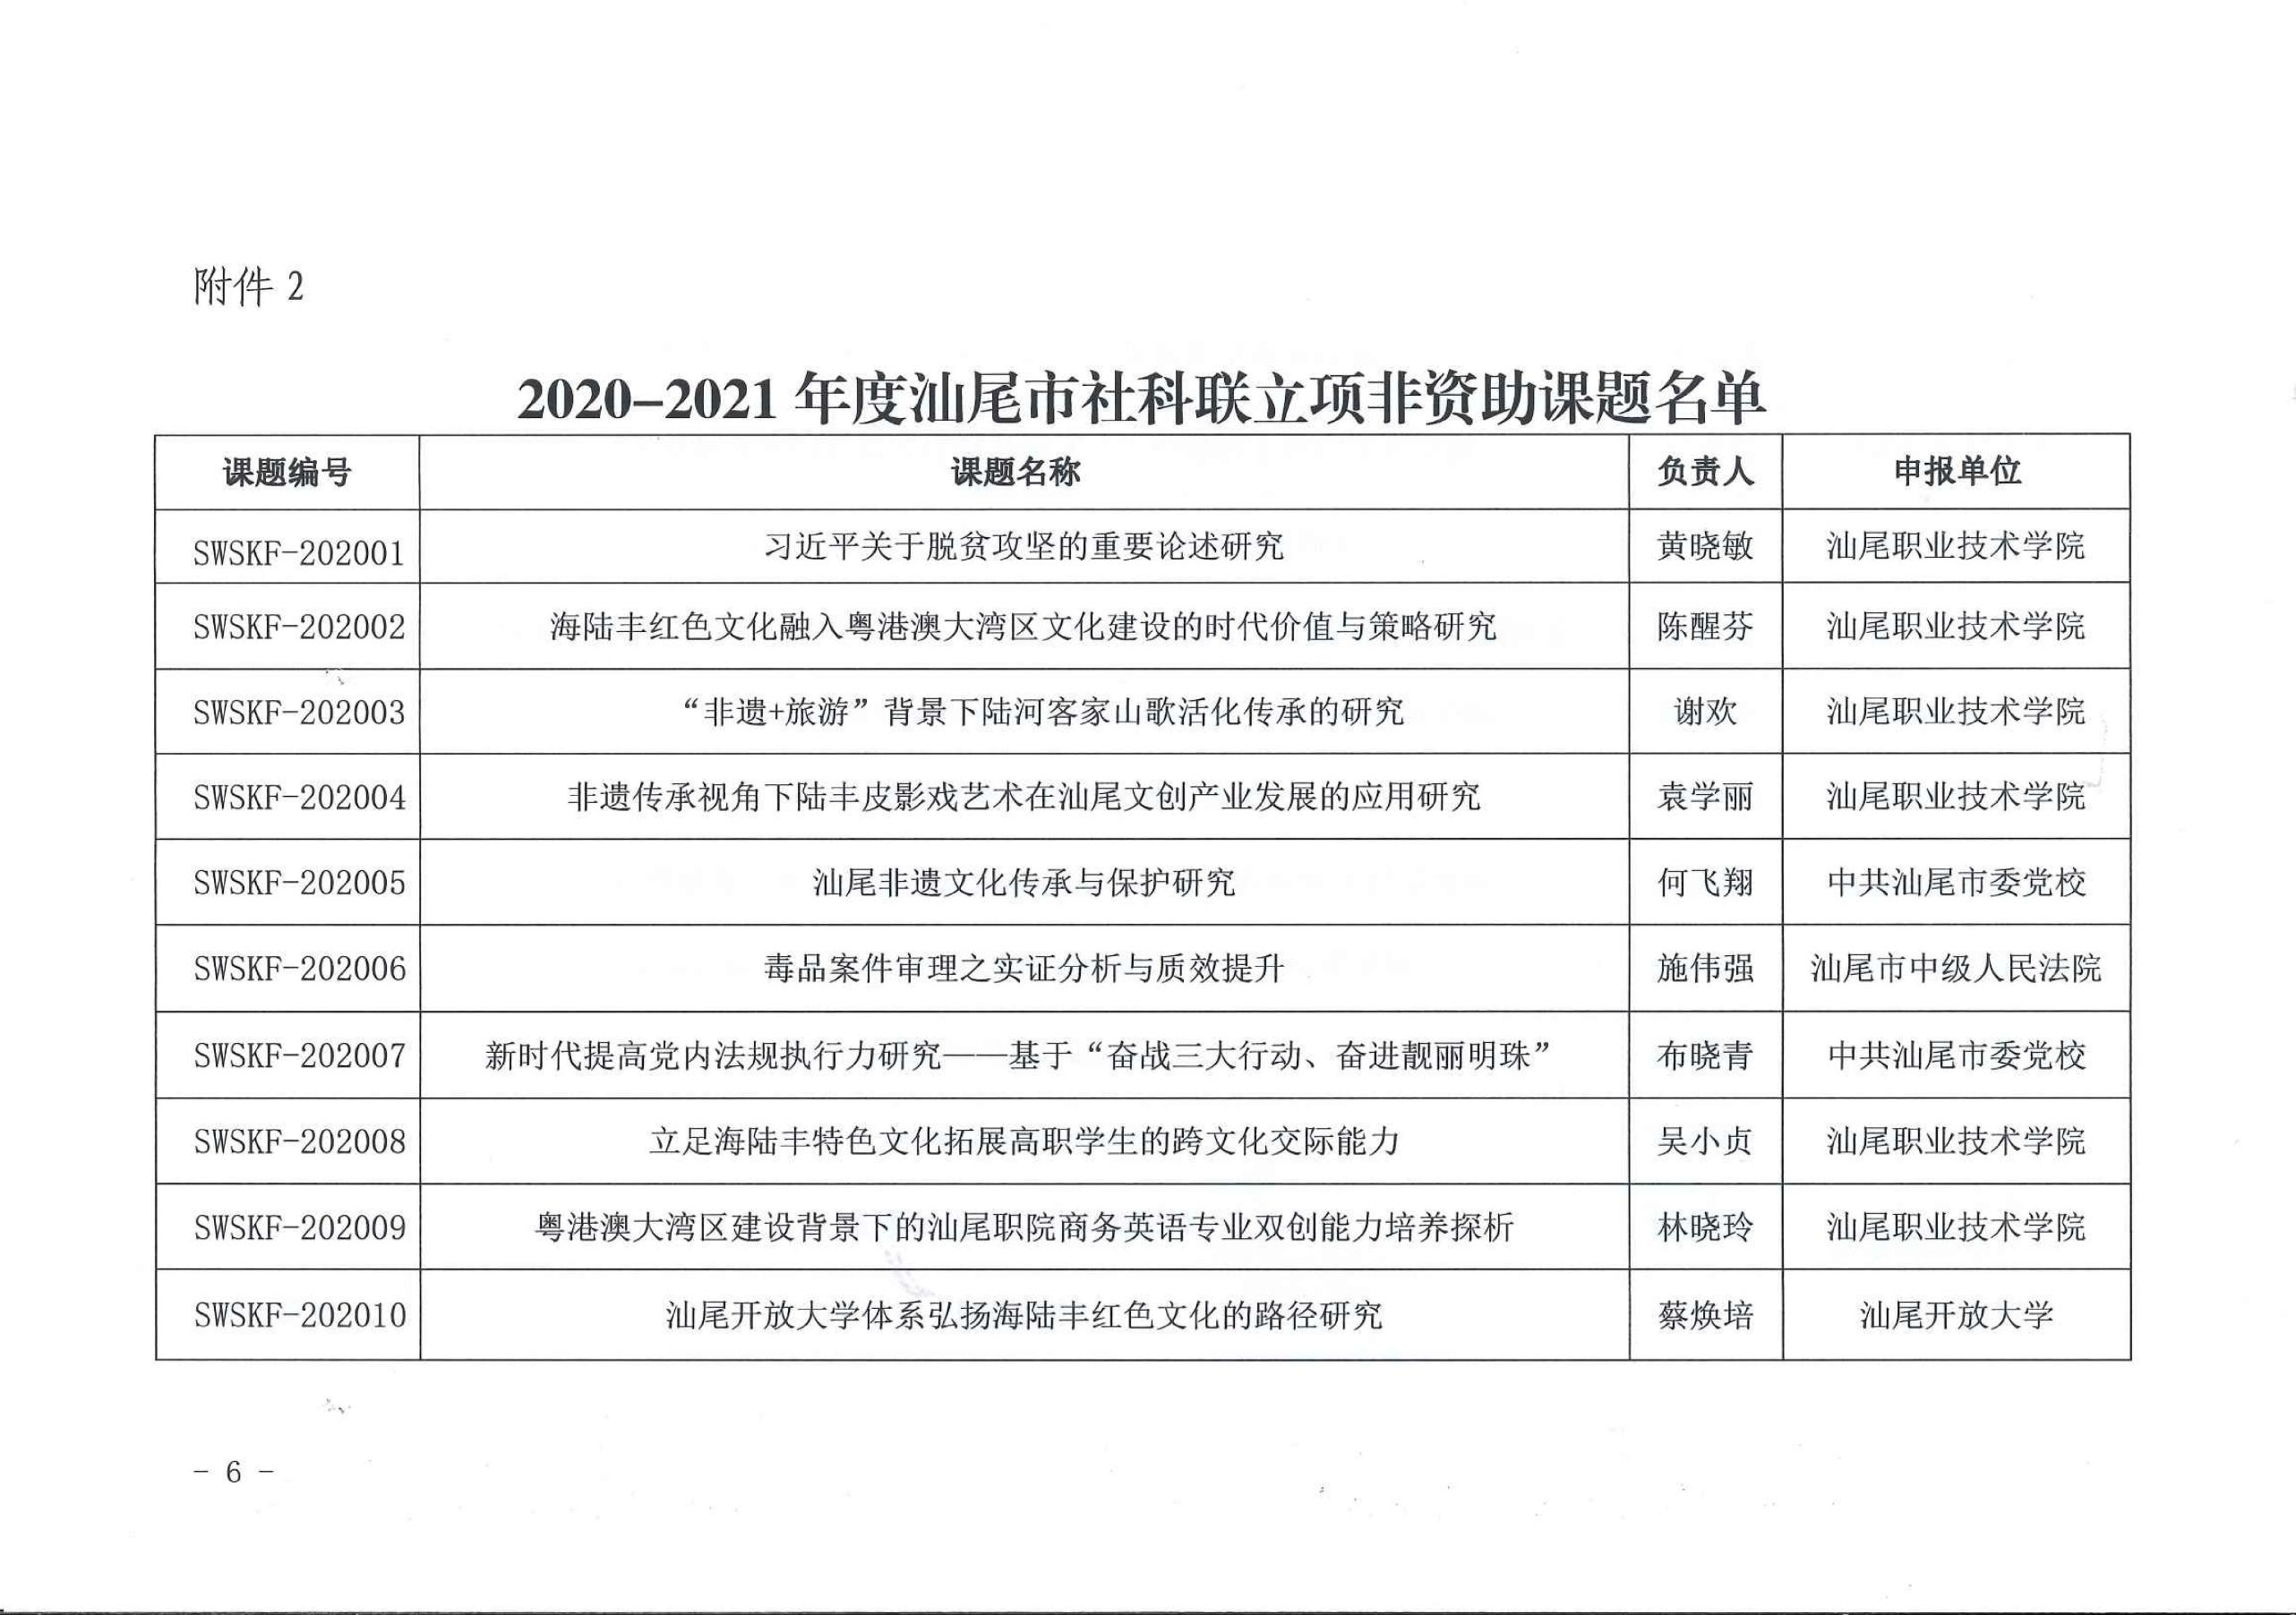 附件 2
2020-2021 年度汕尾市社科联立项非资助课题名单
课题编号 课题名称 负责人 申报单位
SWSKF-202001 习近平关于脱贫攻坚的重要论述研究 黄晓敏 汕尾职业技术学院
SWSKF-202002 海陆丰红色文化融入粤港澳大湾区文化建设的时代价值与策略研究 陈醒芬 汕尾职业技术学院
SWSKF-202003 “非遗+旅游”背景下陆河客家山歌活化传承的研究 谢欢 汕尾职业技术学院
SWSKF-202004 非遗传承视角下陆丰皮影戏艺术在汕尾文创产业发展的应用研究 袁学丽 汕尾职业技术学院
SWSKF-202005 汕尾非遗文化传承与保护研究 何飞翔 中共汕尾市委党校
SWSKF-202006 毒品案件审理之实证分析与质效提升 施伟强 汕尾市中级人民法院
SWSKF-202007 新时代提高党内法规执行力研究——基于“奋战三大行动、奋进靓丽明珠” 布晓青 中共汕尾市委党校
SWSKF-202008 立足海陆丰特色文化拓展高职学生的跨文化交际能力 吴小贞 汕尾职业技术学院
SWSKF-202009 粤港澳大湾区建设背景下的汕尾职院商务英语专业双创能力培养探析 林晓玲 汕尾职业技术学院
SWSKF-202010 汕尾开放大学体系弘扬海陆丰红色文化的路径研究 蔡焕培 汕尾开放大学
- 6 -